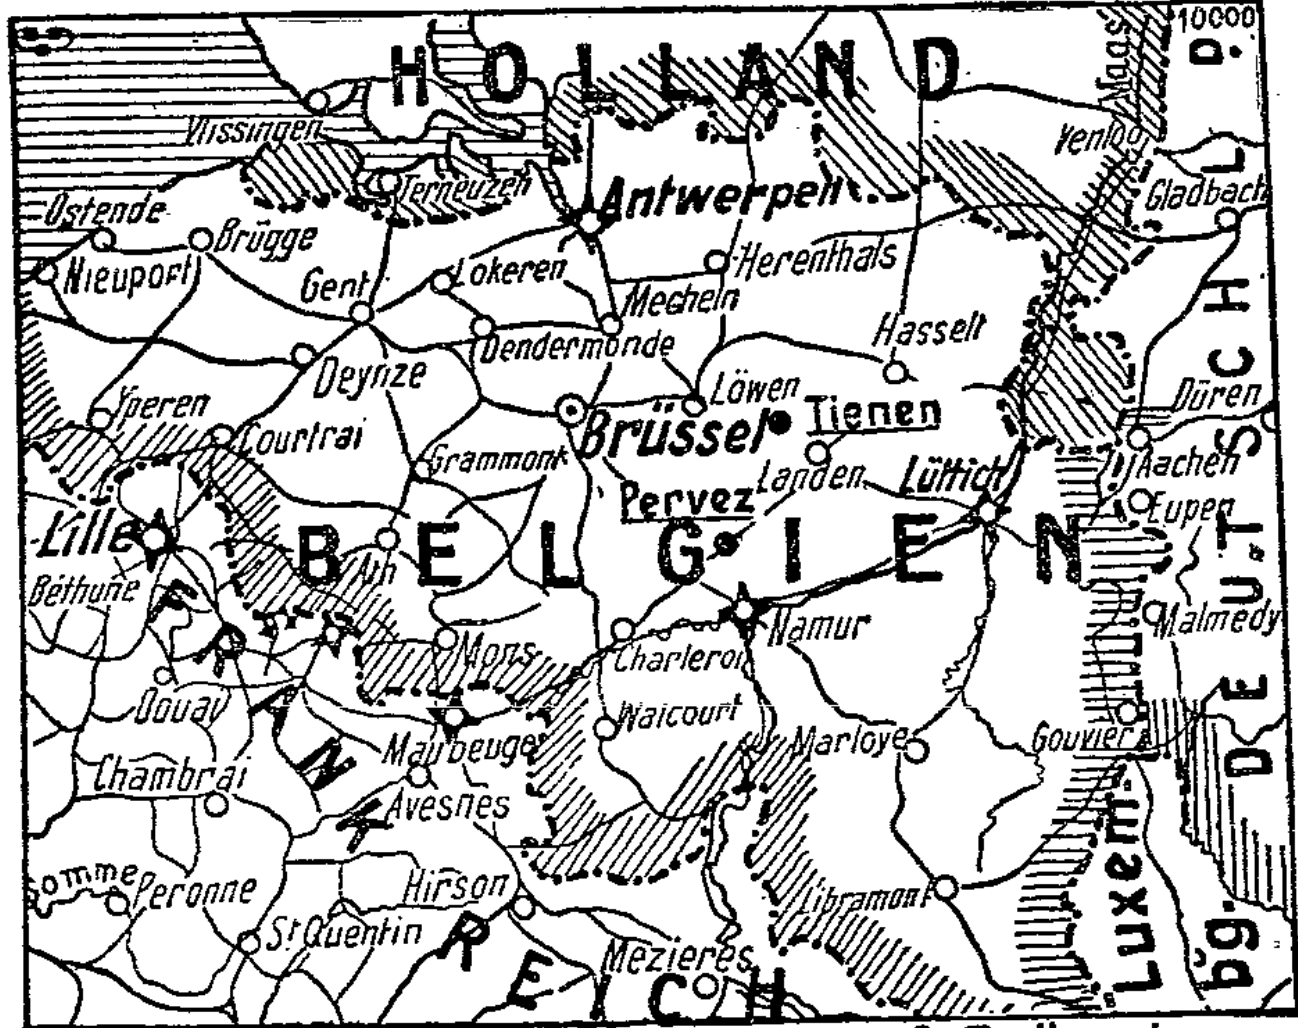 10000
HOLLAND
Maas
D.
Vlissingen
Venloo
Terneuzen
Antwerpen
Gladbach
Ostende
Brügge
Herenthals
Nieuport
Gent
Lokeren
Mecheln
Hasselt
Dendermonde
Deynze
Löwen
Düren
Yperen
Brüssel
Tienen
Courtrai
Grammont
Landen
Lüttich
Aachen
Pervez
Eupen
Lille
BELGIEN
Ath
Béthune
Malmedy
Namur
Mons
Charleroi
Douay
Walcourt
Maubeuge
Marloye
Gouvier
Chambrai
Avesnes
DEUTSCHL
Somme
Peronne
Hirson
Libramont
Luxem-
bg.
St Quentin
Mezieres
FRANKREICH